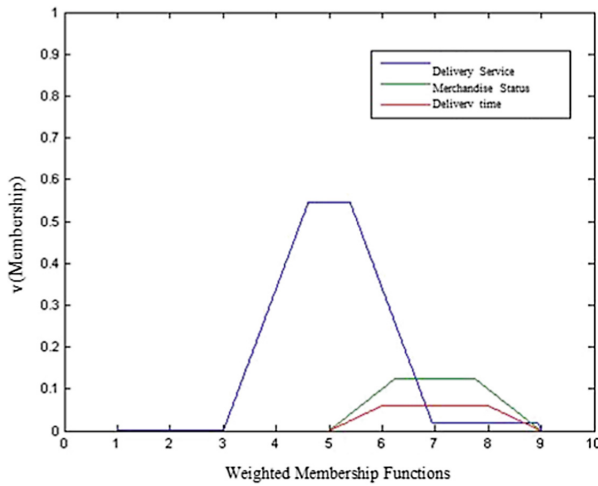 1
0.9
0.8
0.7
0.6
0.5
0.4
0.3
0.2
0.1
0
v(Membership)
Delivery Service
Merchandise Status
Delivery time
0 1 2 3 4 5 6 7 8 9 10
Weighted Membership Functions